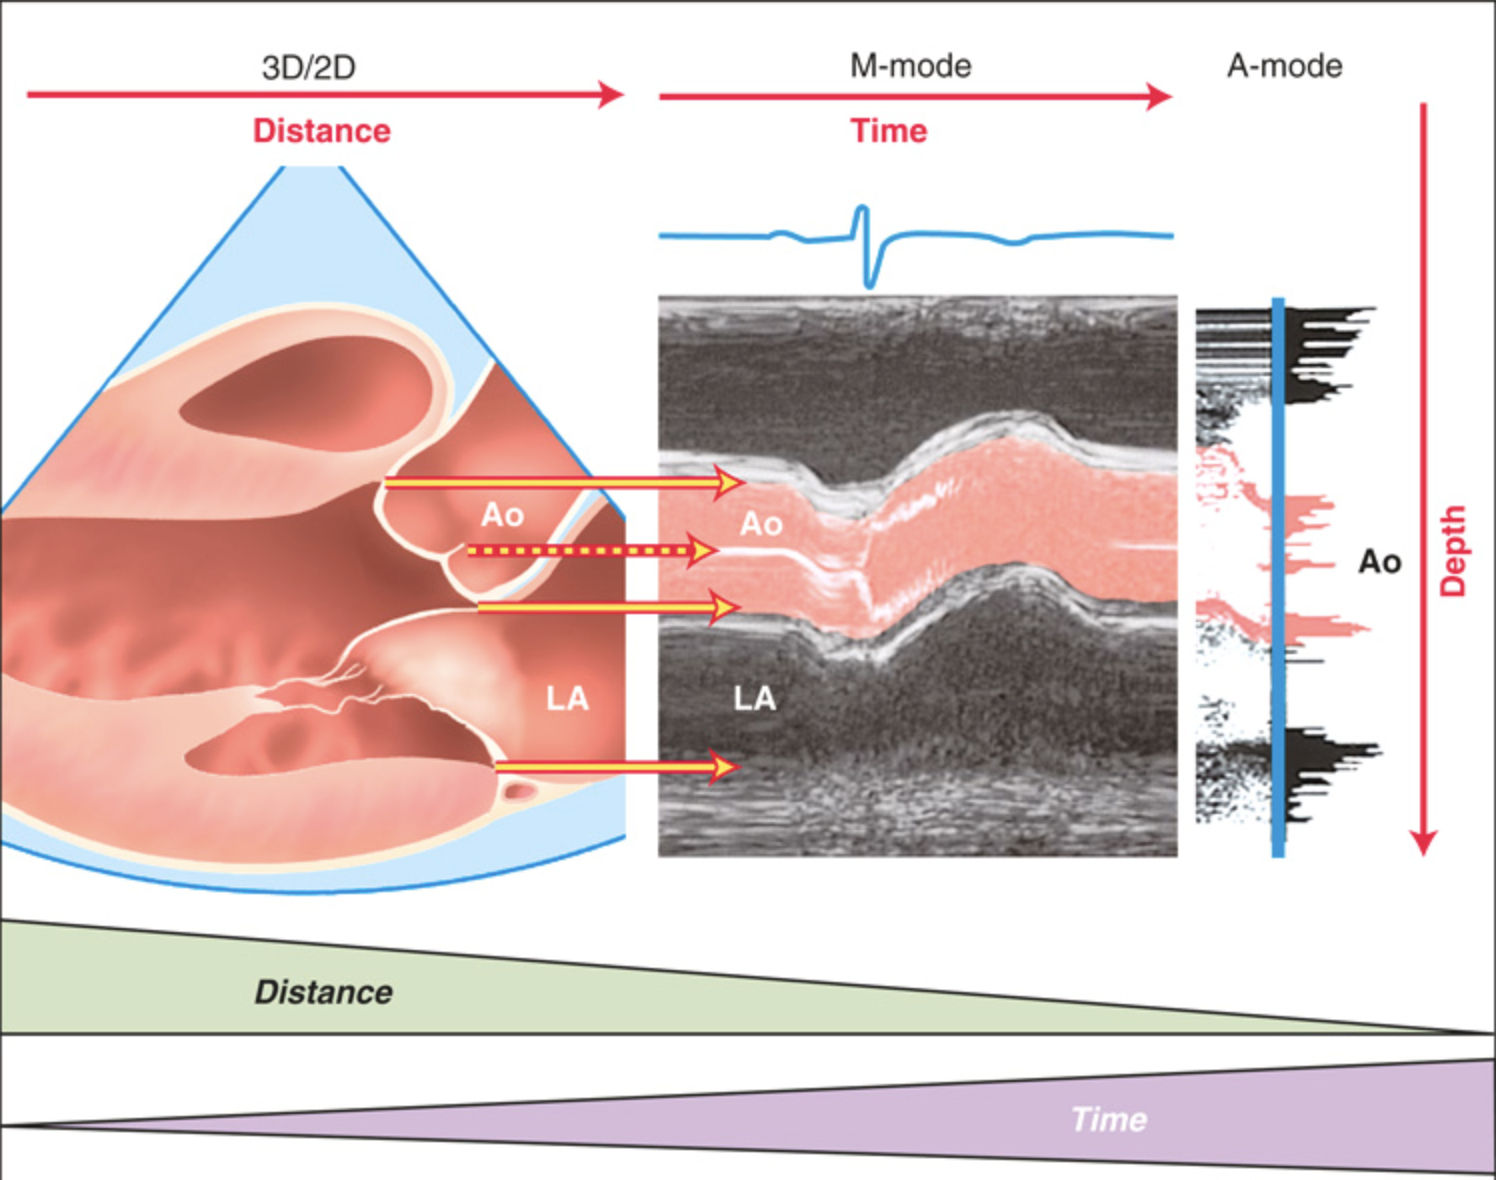 3D/2D
Distance
M-mode
Time
A-mode
Ao
LA
Ao
LA
Ao
Depth
Distance
Time